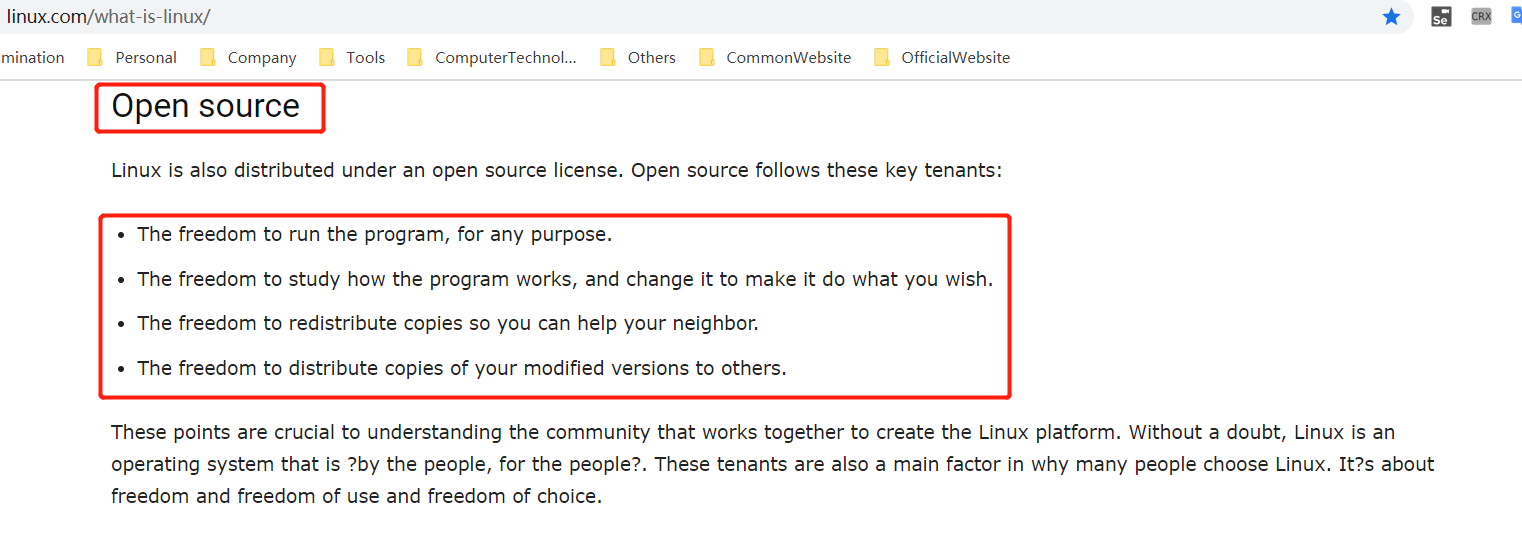 linux.com/what-is-linux/
Se
CRX
G
mination Personal Company Tools ComputerTechnol... Others CommonWebsite OfficialWebsite
Open source
Linux is also distributed under an open source license. Open source follows these key tenants:
• The freedom to run the program, for any purpose.
• The freedom to study how the program works, and change it to make it do what you wish.
• The freedom to redistribute copies so you can help your neighbor.
• The freedom to distribute copies of your modified versions to others.
These points are crucial to understanding the community that works together to create the Linux platform. Without a doubt, Linux is an
operating system that is ?by the people, for the people?. These tenants are also a main factor in why many people choose Linux. It?s about
freedom and freedom of use and freedom of choice.